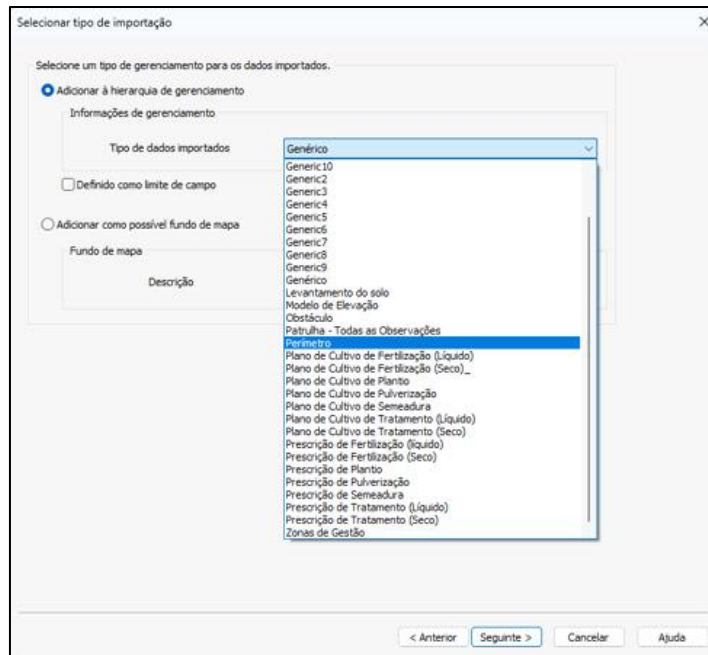 Selecionar tipo de importação
Selecione um tipo de gerenciamento para os dados importados.
Adicionar à hierarquia de gerenciamento
Informações de gerenciamento
Tipo de dados importados
Genérico
Generic10
Generic2
Generic3
Generic4
Generic5
Generic6
Generic7
Generic8
Generic9
Genérico
Levantamento do solo
Modelo de Elevação
Obstáculo
Patrulha - Todas as Observações
Perímetro
Plano de Cultivo de Fertilização (Líquido)
Plano de Cultivo de Fertilização (Seco)_
Plano de Cultivo de Plantio
Plano de Cultivo de Pulverização
Plano de Cultivo de Semeadura
Plano de Cultivo de Tratamento (Líquido)
Plano de Cultivo de Tratamento (Seco)
Prescrição de Fertilização (líquido)
Prescrição de Fertilização (Seco)
Prescrição de Plantio
Prescrição de Pulverização
Prescrição de Semeadura
Prescrição de Tratamento (Líquido)
Prescrição de Tratamento (Seco)
Zonas de Gestão
Definido como limite de campo
Adicionar como possível fundo de mapa
Fundo de mapa
Descrição
< Anterior
Seguinte >
Cancelar
Ajuda